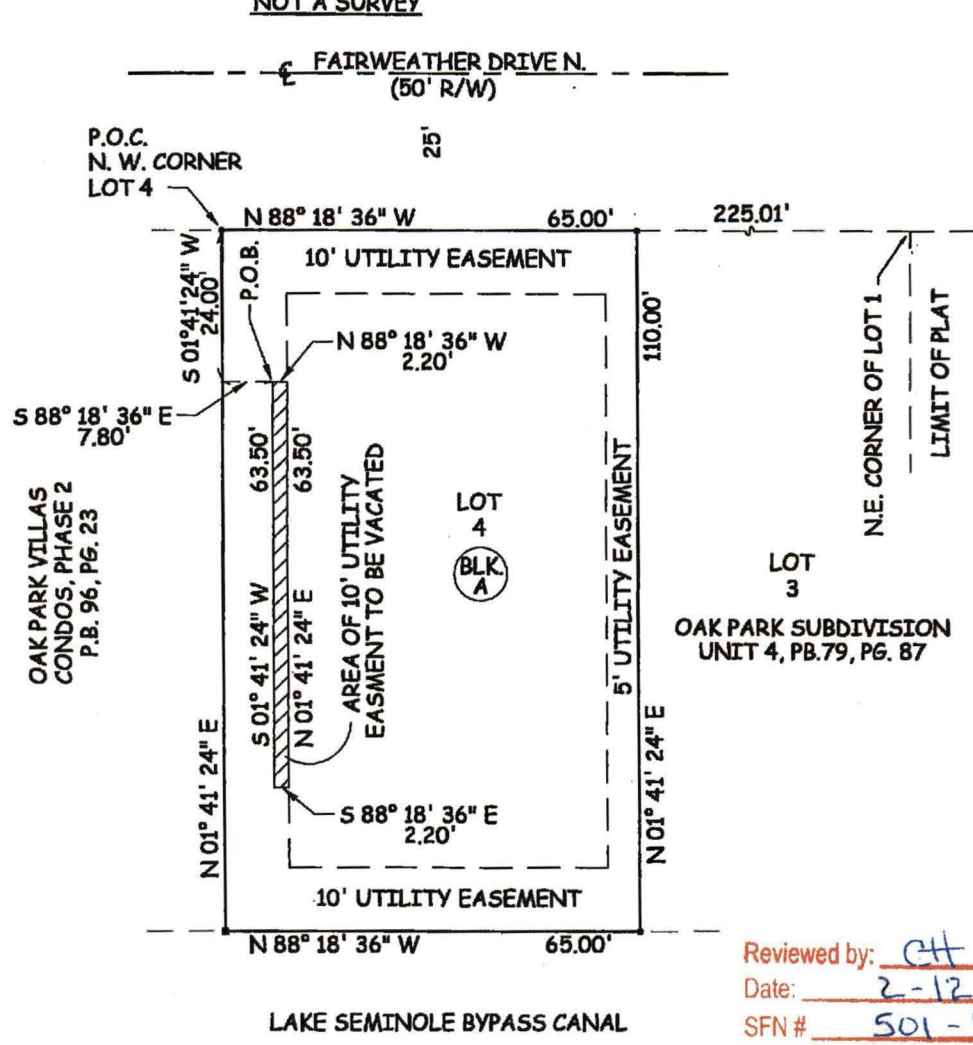 NOT A SURVEY
℄ FAIRWEATHER DRIVE N.
(50' R/W)
25'
P.O.C.
N. W. CORNER
LOT 4
N 88° 18' 36" W
65.00'
225.01'
S 01°41'24" W
24.00'
P.O.B.
10' UTILITY EASEMENT
N 88° 18' 36" W
2.20'
110.00'
N.E. CORNER OF LOT 1
LIMIT OF PLAT
S 88° 18' 36" E
7.80'
63.50'
63.50'
OAK PARK VILLAS
CONDOS, PHASE 2
P.B. 96, PG. 23
S 01° 41' 24" W
N 01° 41' 24" E
AREA OF 10' UTILITY
EASMENT TO BE VACATED
LOT
4
BLK.
A
5' UTILITY EASEMENT
LOT
3
OAK PARK SUBDIVISION
UNIT 4, PB.79, PG. 87
N 01° 41' 24" E
S 88° 18' 36" E
2.20'
N 01° 41' 24" E
10' UTILITY EASEMENT
N 88° 18' 36" W
65.00'
LAKE SEMINOLE BYPASS CANAL
Reviewed by: CH
Date: 2-12
SFN # 501-